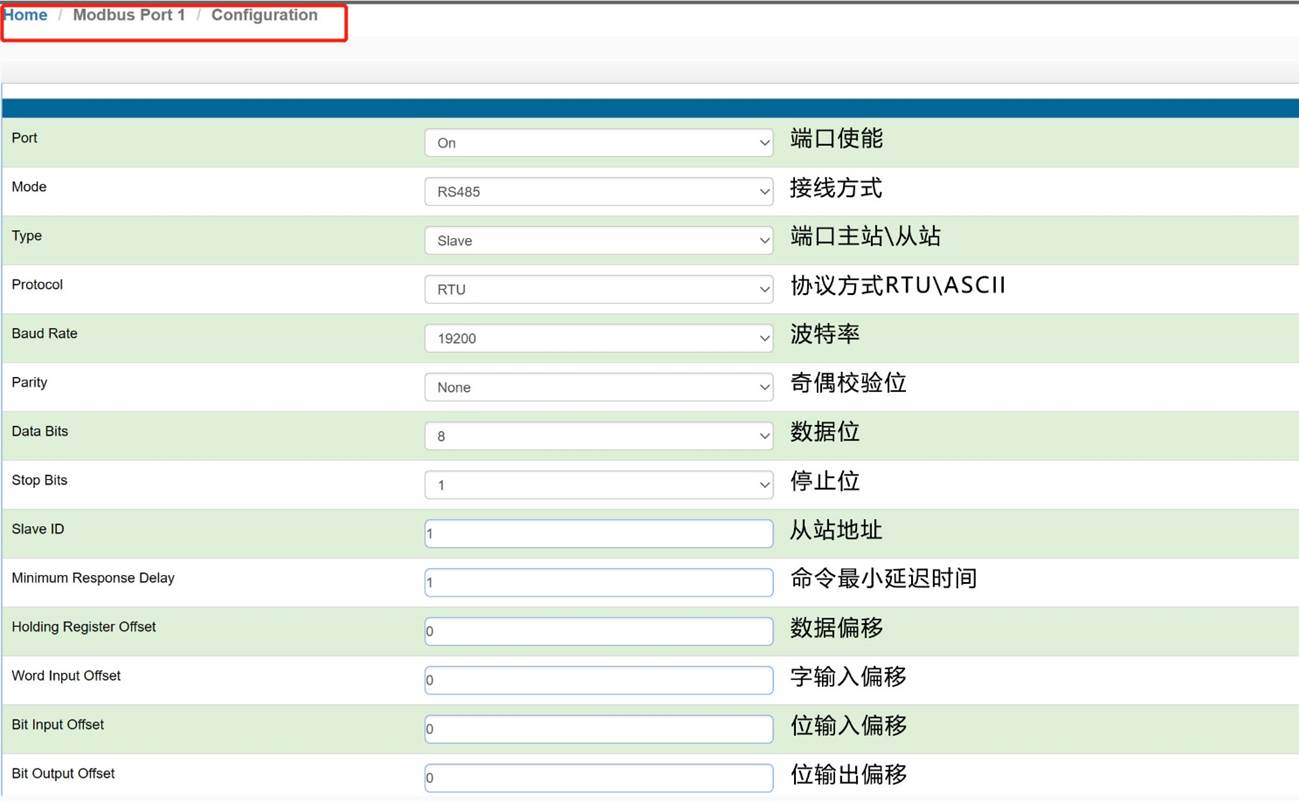 Home / Modbus Port 1 / Configuration
Port On 端口使能
Mode RS485 接线方式
Type Slave 端口主站\从站
Protocol RTU 协议方式RTU\ASCII
Baud Rate 19200 波特率
Parity None 奇偶校验位
Data Bits 8 数据位
Stop Bits 1 停止位
Slave ID 1 从站地址
Minimum Response Delay 1 命令最小延迟时间
Holding Register Offset 0 数据偏移
Word Input Offset 0 字输入偏移
Bit Input Offset 0 位输入偏移
Bit Output Offset 0 位输出偏移